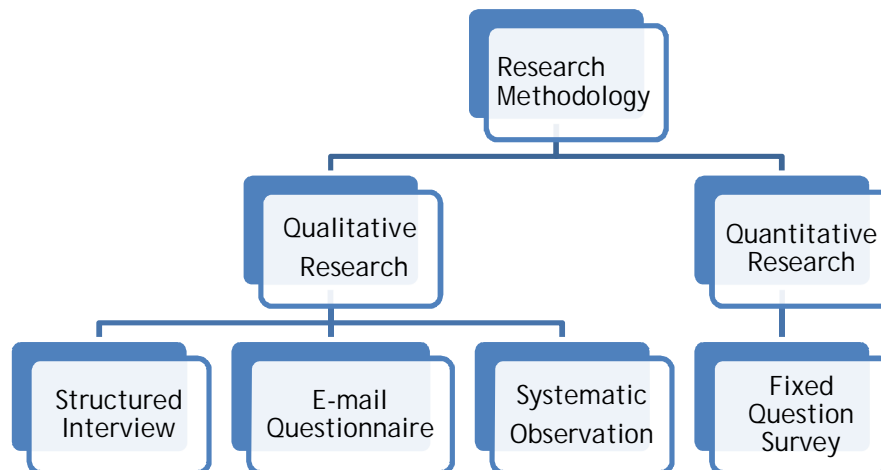 Research
Methodology
Qualitative
Research
Quantitative
Research
Structured
Interview
E-mail
Questionnaire
Systematic
Observation
Fixed
Question
Survey